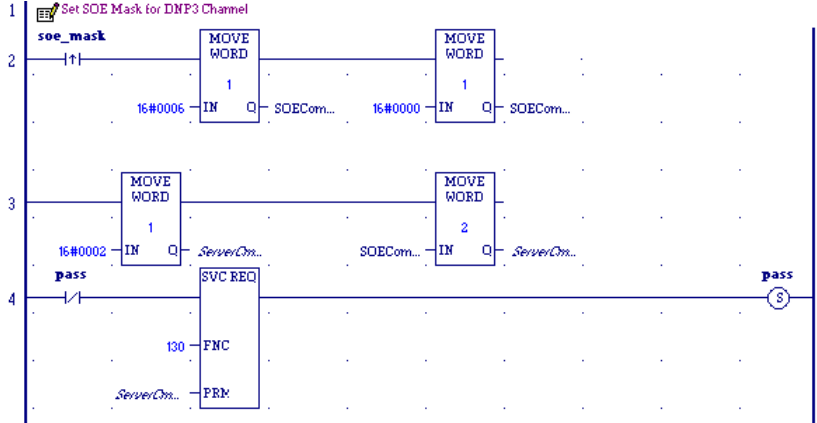 1 Set SOE Mask for DNP3 Channel
soe_mask
2
MOVE WORD MOVE WORD
1 1
16#0006 IN Q SOECom... 16#0000 IN Q SOECom...
3
MOVE WORD MOVE WORD
1 2
16#0002 IN Q ServerCm... SOECom... IN Q ServerCm...
pass SVC REQ pass
4 S
130 FNC
ServerCm... PRM